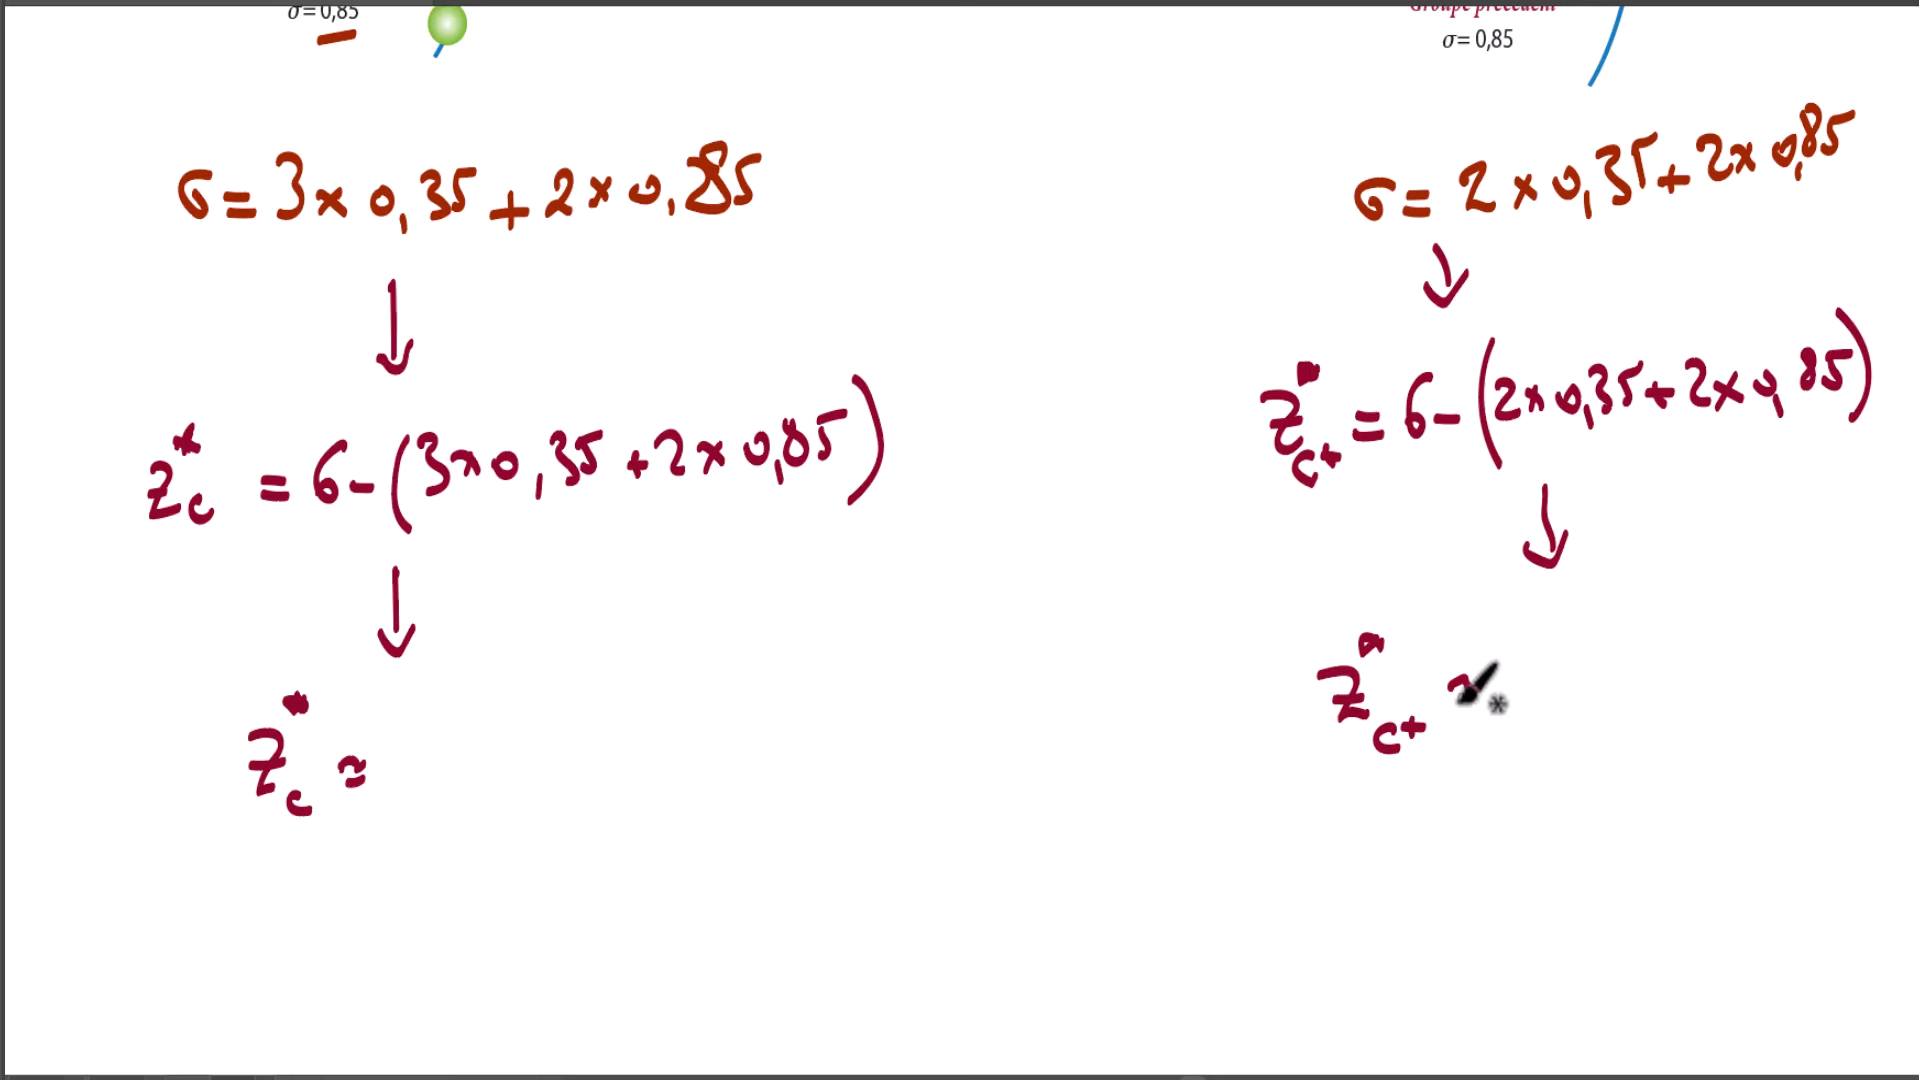 σ= 0,85
Groupe précédent
σ= 0,85
σ = 3 × 0,35 + 2 × 0,85
σ = 2 × 0,35 + 2 × 0,85
Z*c = 6 - (3 × 0,35 + 2 × 0,85)
Z*c+ = 6 - (2 × 0,35 + 2 × 0,85)
Z*c =
Z*c+